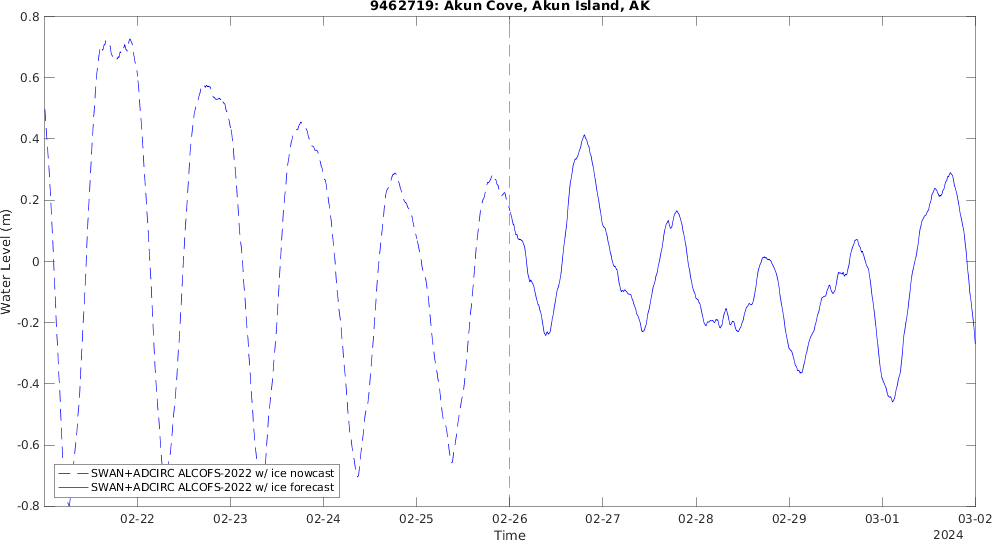 9462719: Akun Cove, Akun Island, AK
0.8
0.6
0.4
0.2
0
-0.2
-0.4
-0.6
-0.8
Water Level (m)
SWAN+ADCIRC ALCOFS-2022 w/ ice nowcast
SWAN+ADCIRC ALCOFS-2022 w/ ice forecast
02-22 02-23 02-24 02-25 02-26 02-27 02-28 02-29 03-01 03-02
Time
2024